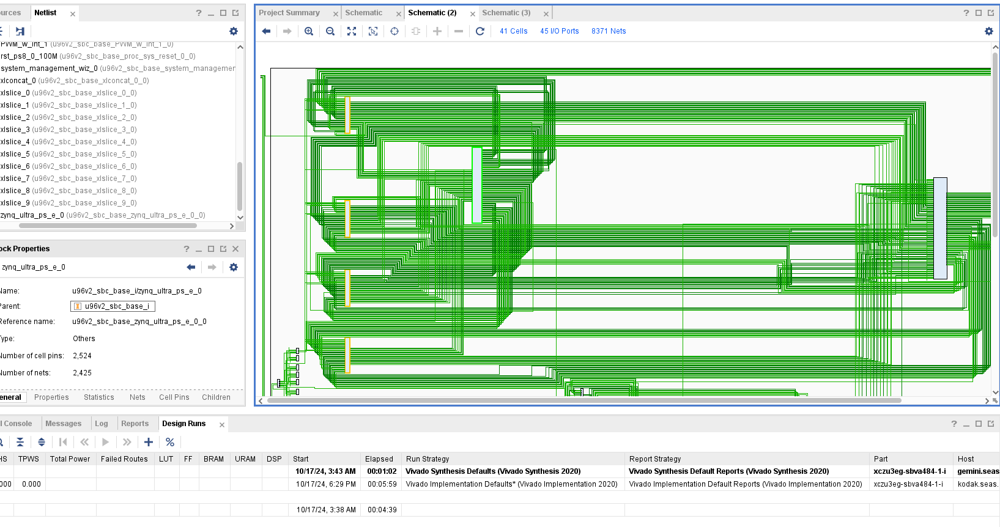 ources Netlist
PWM_w_int_1 (u96v2_sbc_base_PWM_w_int_1_0)
rst_ps8_0_100M (u96v2_sbc_base_proc_sys_reset_0_0)
system_management_wiz_0 (u96v2_sbc_base_system_managemer
xlconcat_0 (u96v2_sbc_base_xlconcat_0_0)
xlslice_0 (u96v2_sbc_base_xlslice_0_0)
xlslice_1 (u96v2_sbc_base_xlslice_1_0)
xlslice_2 (u96v2_sbc_base_xlslice_2_0)
xlslice_3 (u96v2_sbc_base_xlslice_3_0)
xlslice_4 (u96v2_sbc_base_xlslice_4_0)
xlslice_5 (u96v2_sbc_base_xlslice_5_0)
xlslice_6 (u96v2_sbc_base_xlslice_6_0)
xlslice_7 (u96v2_sbc_base_xlslice_7_0)
xlslice_8 (u96v2_sbc_base_xlslice_8_0)
xlslice_9 (u96v2_sbc_base_xlslice_9_0)
zynq_ultra_ps_e_0 (u96v2_sbc_base_zynq_ultra_ps_e_0_0)
ock Properties
zynq_ultra_ps_e_0
Name: u96v2_sbc_base_i/zynq_ultra_ps_e_0
Parent: u96v2_sbc_base_i
Reference name: u96v2_sbc_base_zynq_ultra_ps_e_0_0
Type: Others
Number of cell pins: 2,524
Number of nets: 2,425
eneral Properties Statistics Nets Cell Pins Children
Project Summary Schematic Schematic (2) Schematic (3)
41 Cells 45 I/O Ports 8371 Nets
l Console Messages Log Reports Design Runs
HS TPWS Total Power Failed Routes LUT FF BRAM URAM DSP Start Elapsed Run Strategy Report Strategy Part Host
10/17/24, 3:43 AM 00:01:02 Vivado Synthesis Defaults (Vivado Synthesis 2020) Vivado Synthesis Default Reports (Vivado Synthesis 2020) xczu3eg-sbva484-1-i gemini.seas
000 0.000 10/17/24, 6:29 PM 00:05:59 Vivado Implementation Defaults* (Vivado Implementation 2020) Vivado Implementation Default Reports (Vivado Implementation 2020) xczu3eg-sbva484-1-i kodak.seas.
10/17/24, 3:38 AM 00:04:39